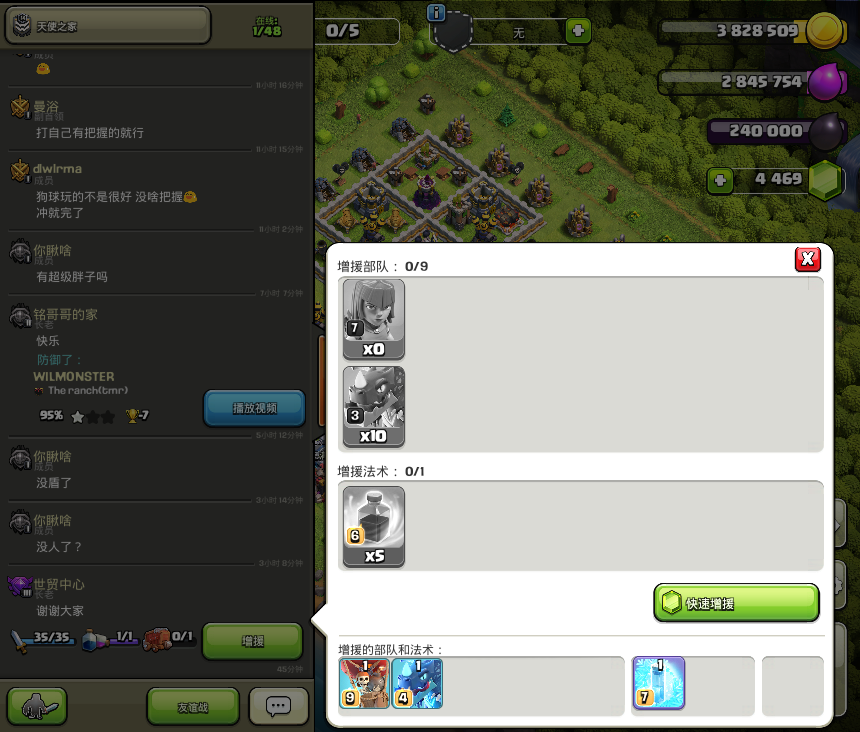 天使之家
在线:
1/48
11小时 16分钟
曼浴
副首领
打自己有把握的就行
11小时 15分钟
dwlrma
成员
狗球玩的不是很好 没啥把握
冲就完了
11小时 2分钟
你瞅啥
成员
有超级胖子吗
7小时 7分钟
铭哥哥的家
长老
快乐
防御了：
WILMONSTER
The ranch(tmr)
95%
-7
播放视频
5小时 12分钟
你瞅啥
成员
没盾了
3小时 14分钟
你瞅啥
成员
没人了？
3小时 8分钟
世贸中心
长老
谢谢大家
35/35
1/1
0/1
增援
45分钟
友谊战
0/5
无
3 828 509
2 845 754
240 000
4 469
增援部队： 0/9
7
x0
3
x10
增援法术： 0/1
6
x5
快速增援
增援的部队和法术：
1
9
1
4
1
7